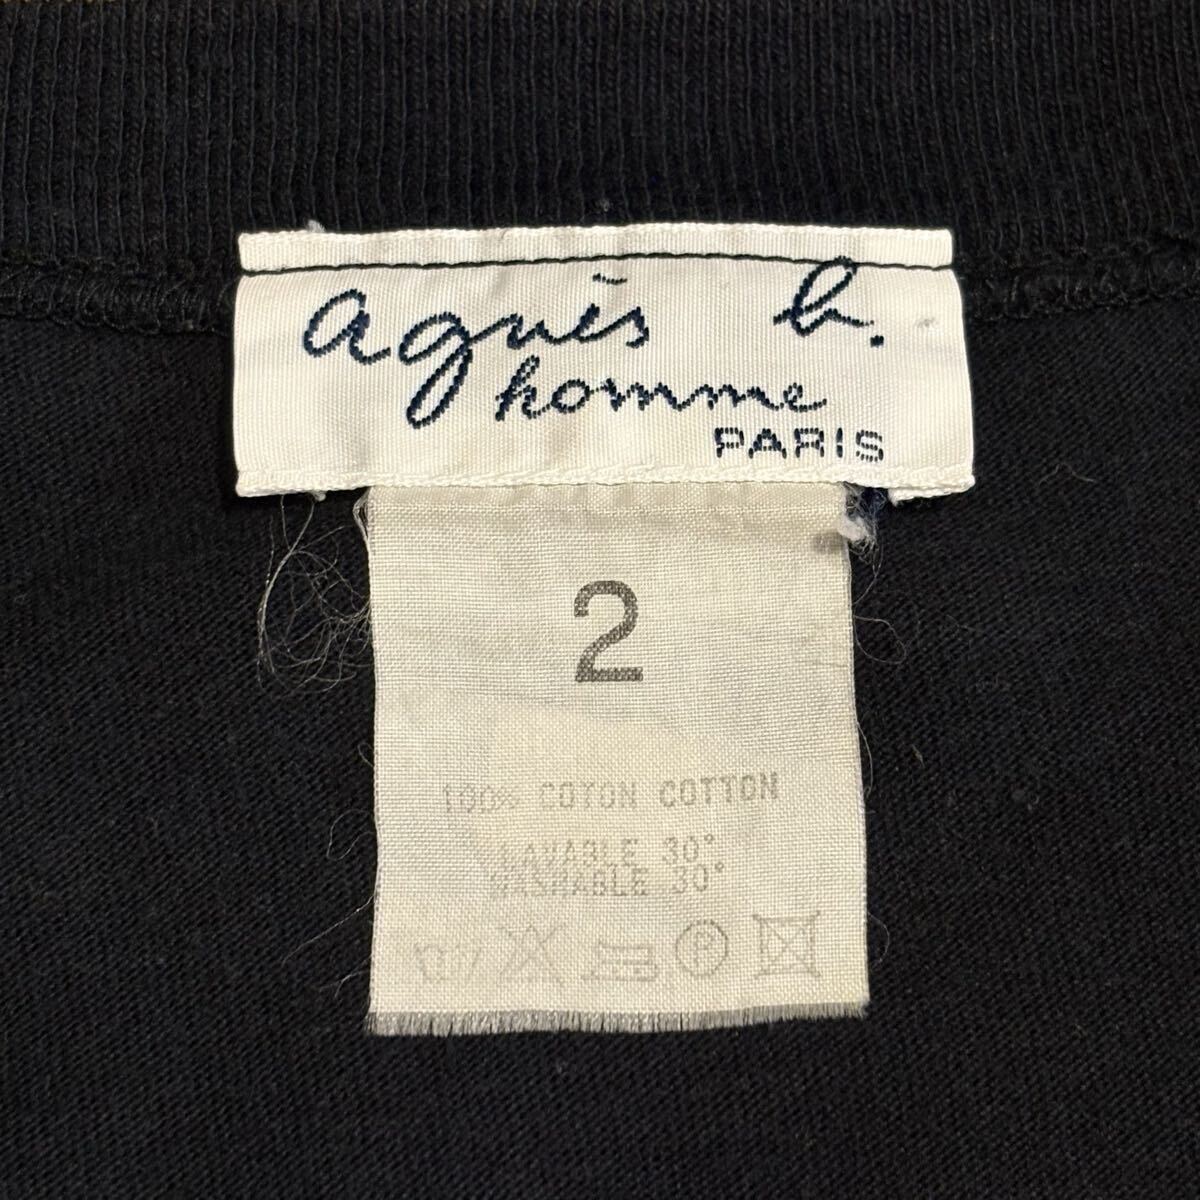 agnès b.
homme
PARIS
2
100% COTON COTTON
LAVABLE 30°
WASHABLE 30°
P